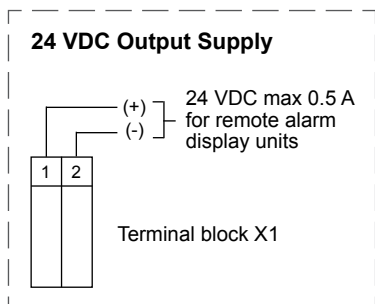 24 VDC Output Supply
(+)
(-)
24 VDC max 0.5 A
for remote alarm
display units
1 2
Terminal block X1